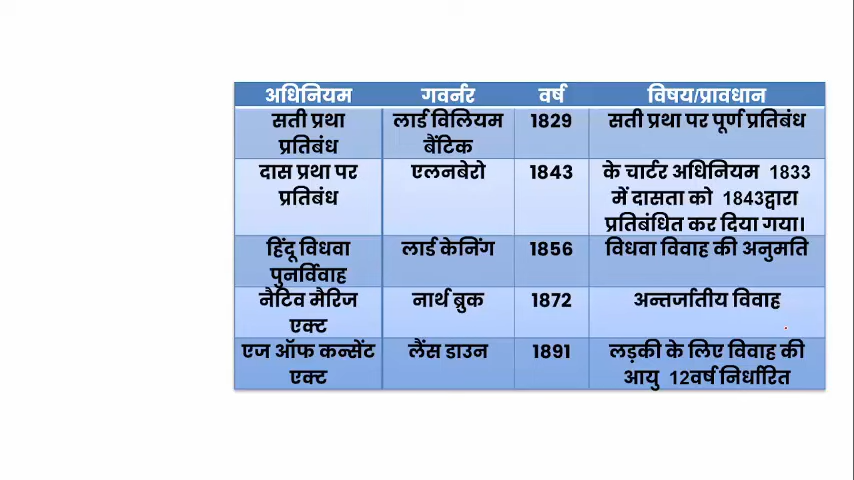 अधिनियम गवर्नर वर्ष विषय/प्रावधान
सती प्रथा प्रतिबंध लार्ड विलियम बैंटिक 1829 सती प्रथा पर पूर्ण प्रतिबंध
दास प्रथा पर प्रतिबंध एलनबेरो 1843 के चार्टर अधिनियम 1833 में दासता को 1843द्वारा प्रतिबंधित कर दिया गया।
हिंदू विधवा पुनर्विवाह लार्ड केनिंग 1856 विधवा विवाह की अनुमति
नैटिव मैरिज एक्ट नार्थ ब्रुक 1872 अन्तर्जातीय विवाह
एज ऑफ कन्सेंट एक्ट लैंस डाउन 1891 लड़की के लिए विवाह की आयु 12वर्ष निर्धारित